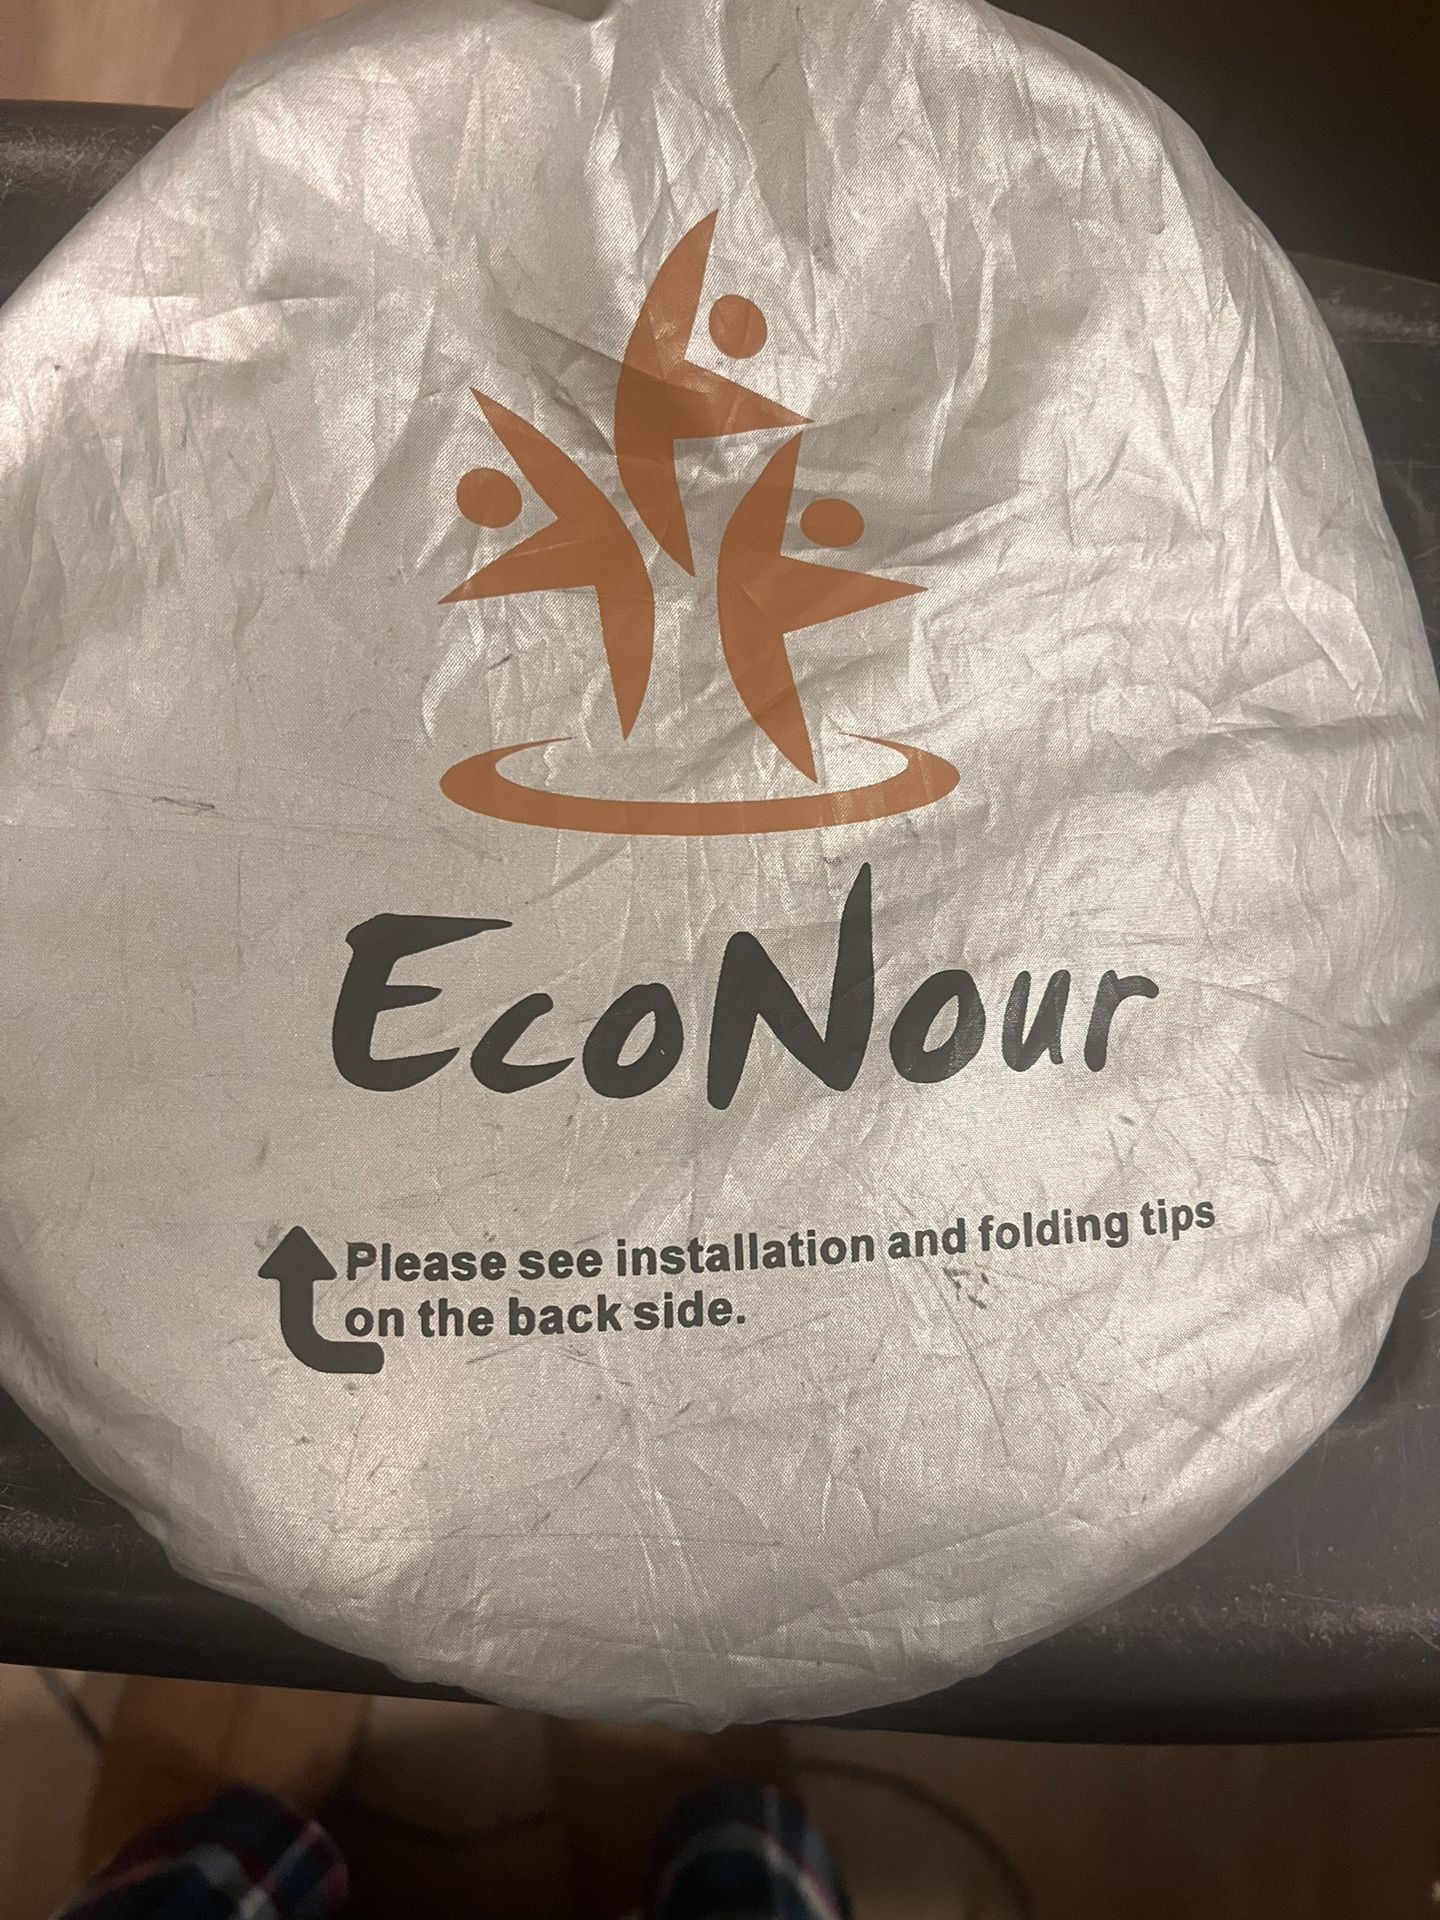 EcoNour
Please see installation and folding tips
on the back side.